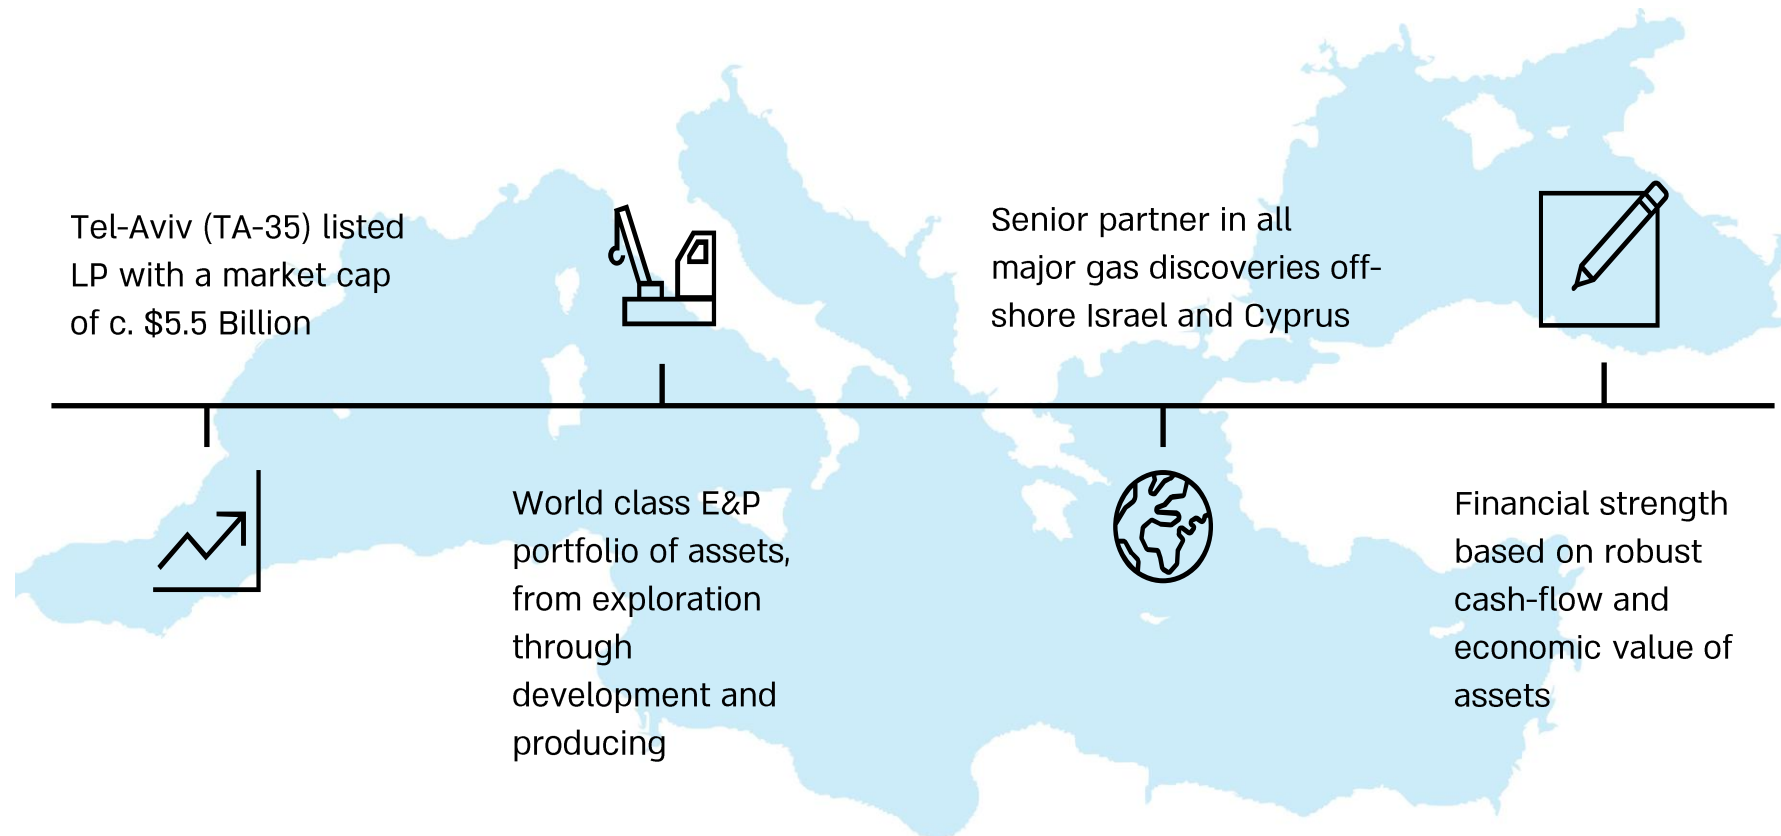 Tel-Aviv (TA-35) listed
LP with a market cap
of c. $5.5 Billion
World class E&P
portfolio of assets,
from exploration
through
development and
producing
Senior partner in all
major gas discoveries off-
shore Israel and Cyprus
Financial strength
based on robust
cash-flow and
economic value of
assets